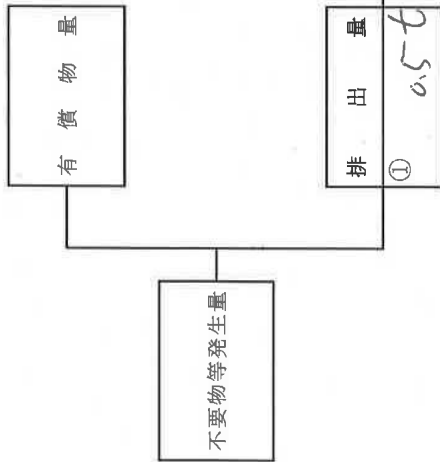 不要物等発生量
有償物量
排出量
①
0.5t